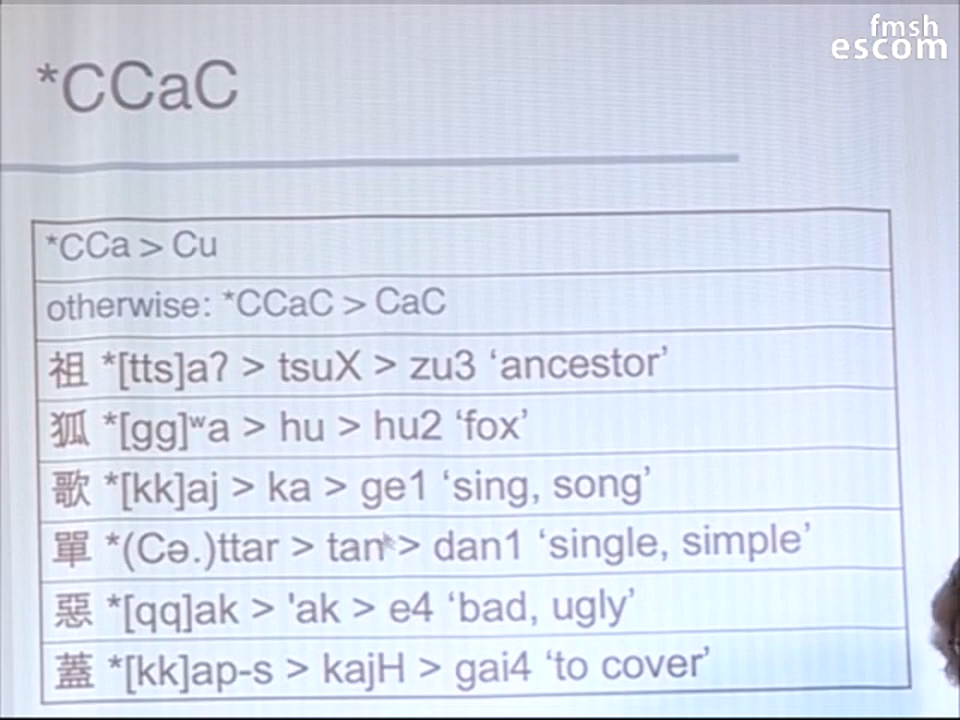 fmsh
escom
*CCaC
*CCa > Cu
otherwise: *CCaC > CaC
祖 *[tts]a? > tsuX > zu3 ‘ancestor’
狐 *[gg]ʷa > hu > hu2 ‘fox’
歌 *[kk]aj > ka > ge1 ‘sing, song’
單 *(Cə.)ttar > tan > dan1 ‘single, simple’
惡 *[qq]ak > 'ak > e4 ‘bad, ugly’
蓋 *[kk]ap-s > kajH > gai4 ‘to cover’